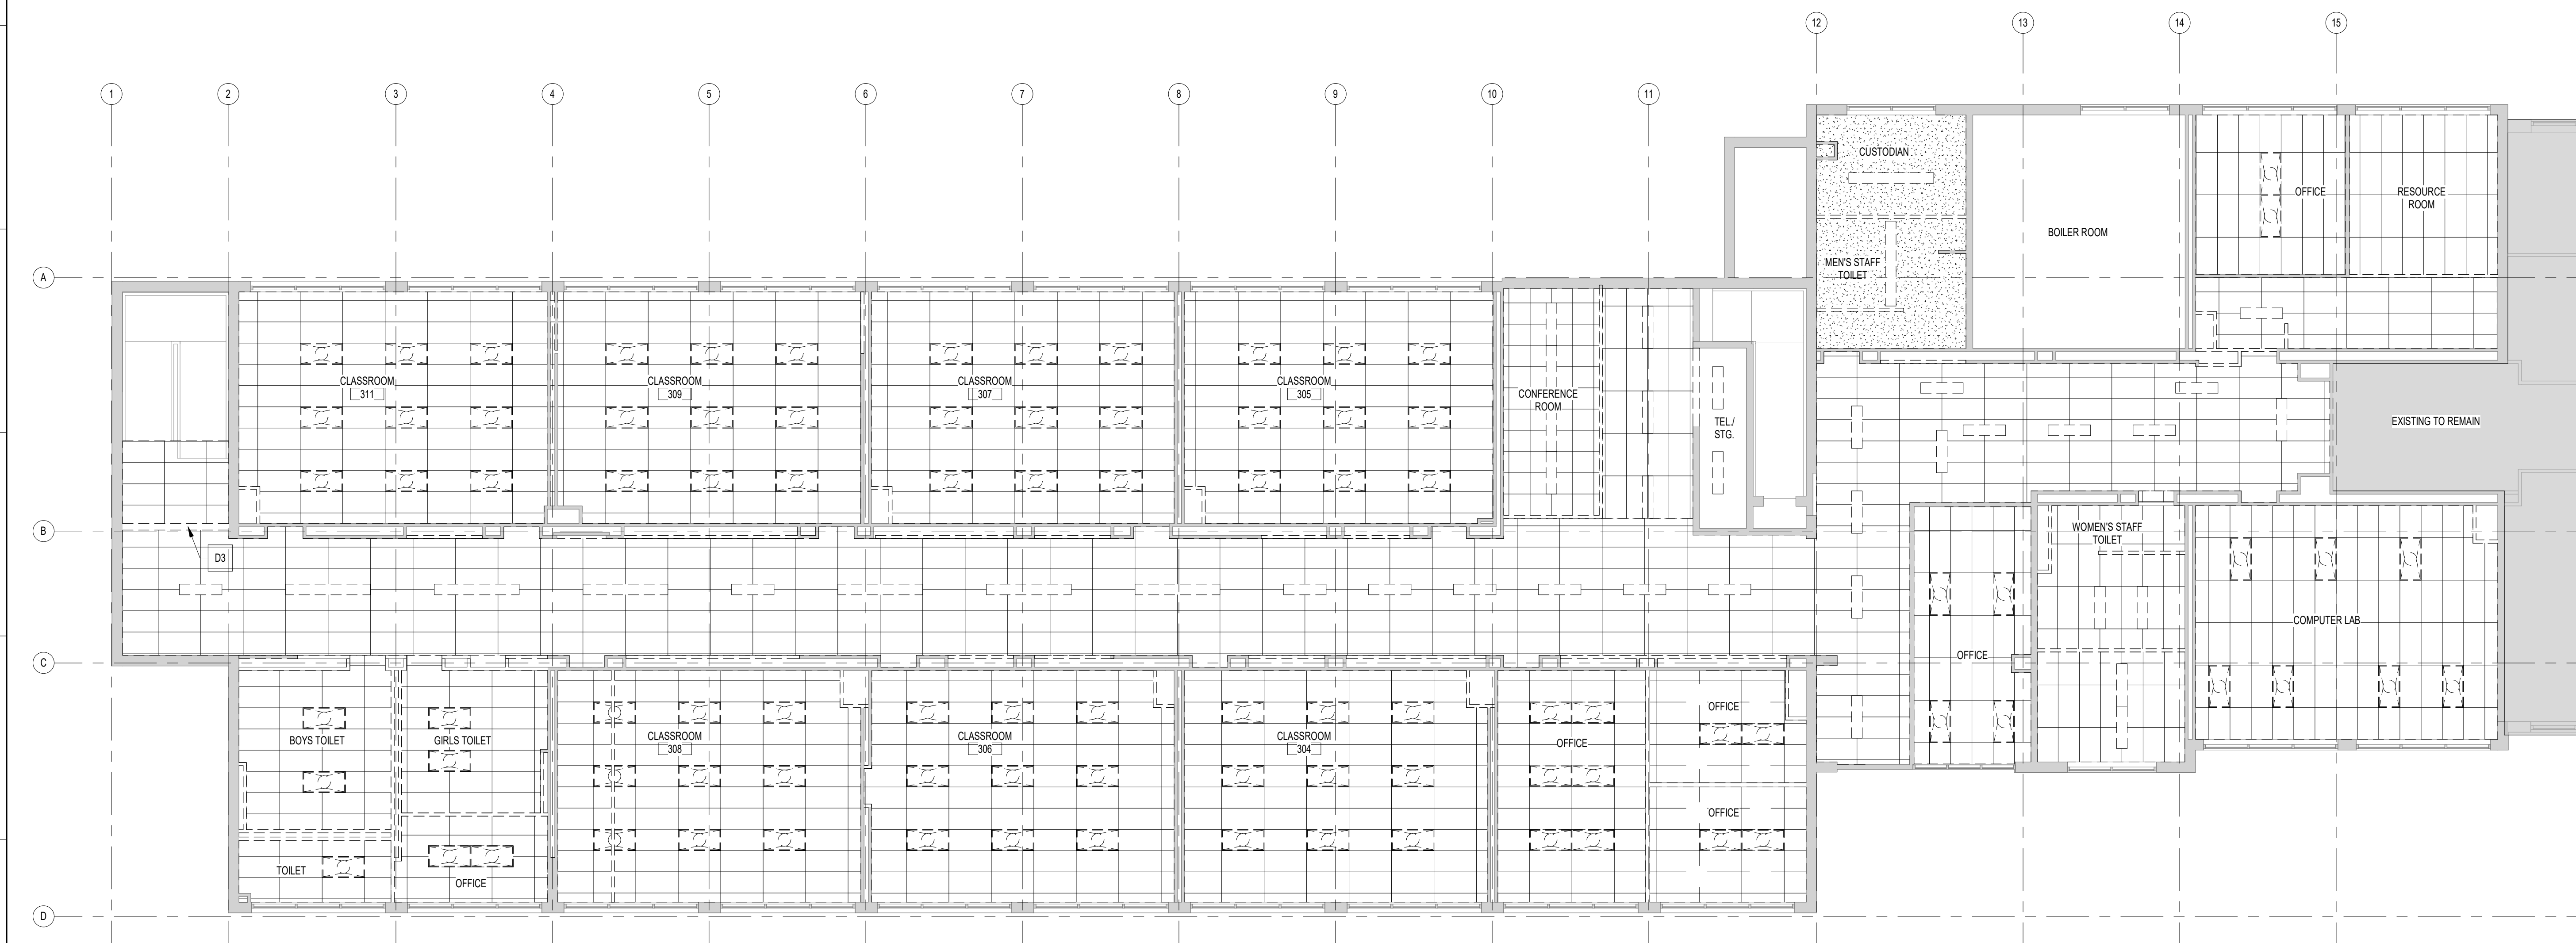 12
13
14
15
1
2
3
4
5
6
7
8
9
10
11
CUSTODIAN
OFFICE
RESOURCE
ROOM
BOILER ROOM
MEN'S STAFF
TOILET
A
CLASSROOM
311
CLASSROOM
309
CLASSROOM
307
CLASSROOM
305
CONFERENCE
ROOM
TEL./
STG.
EXISTING TO REMAIN
B
D3
WOMEN'S STAFF
TOILET
COMPUTER LAB
C
OFFICE
BOYS TOILET
GIRLS TOILET
CLASSROOM
308
CLASSROOM
306
CLASSROOM
304
OFFICE
OFFICE
OFFICE
TOILET
OFFICE
D